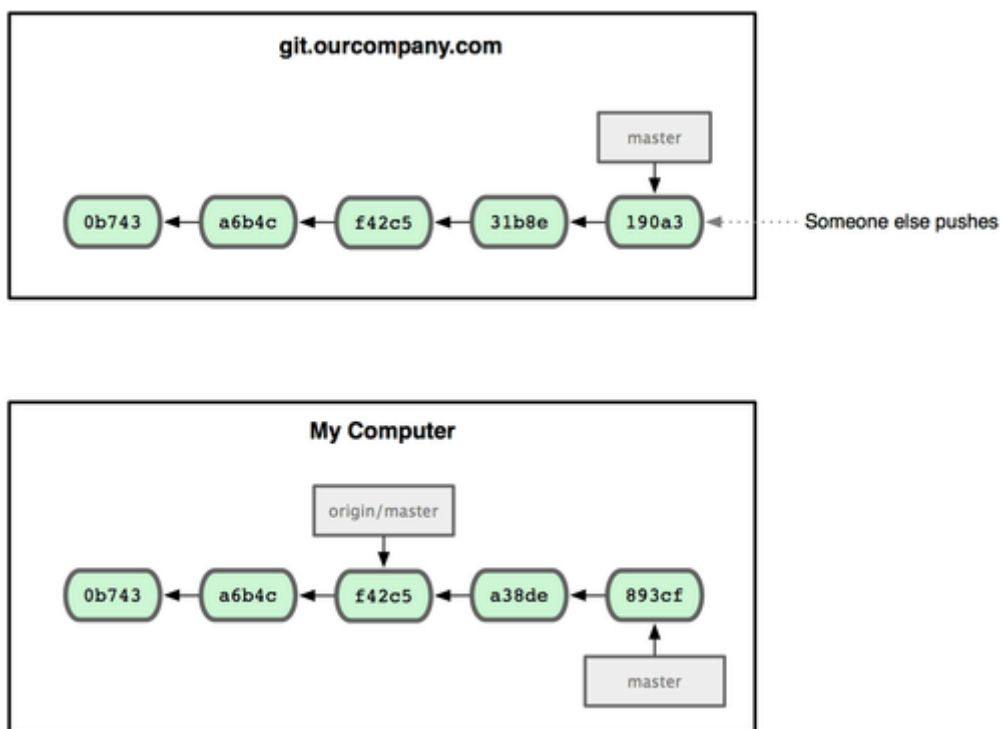 git.ourcompany.com
master
0b743
a6b4c
f42c5
31b8e
190a3
Someone else pushes
My Computer
origin/master
0b743
a6b4c
f42c5
a38de
893cf
master